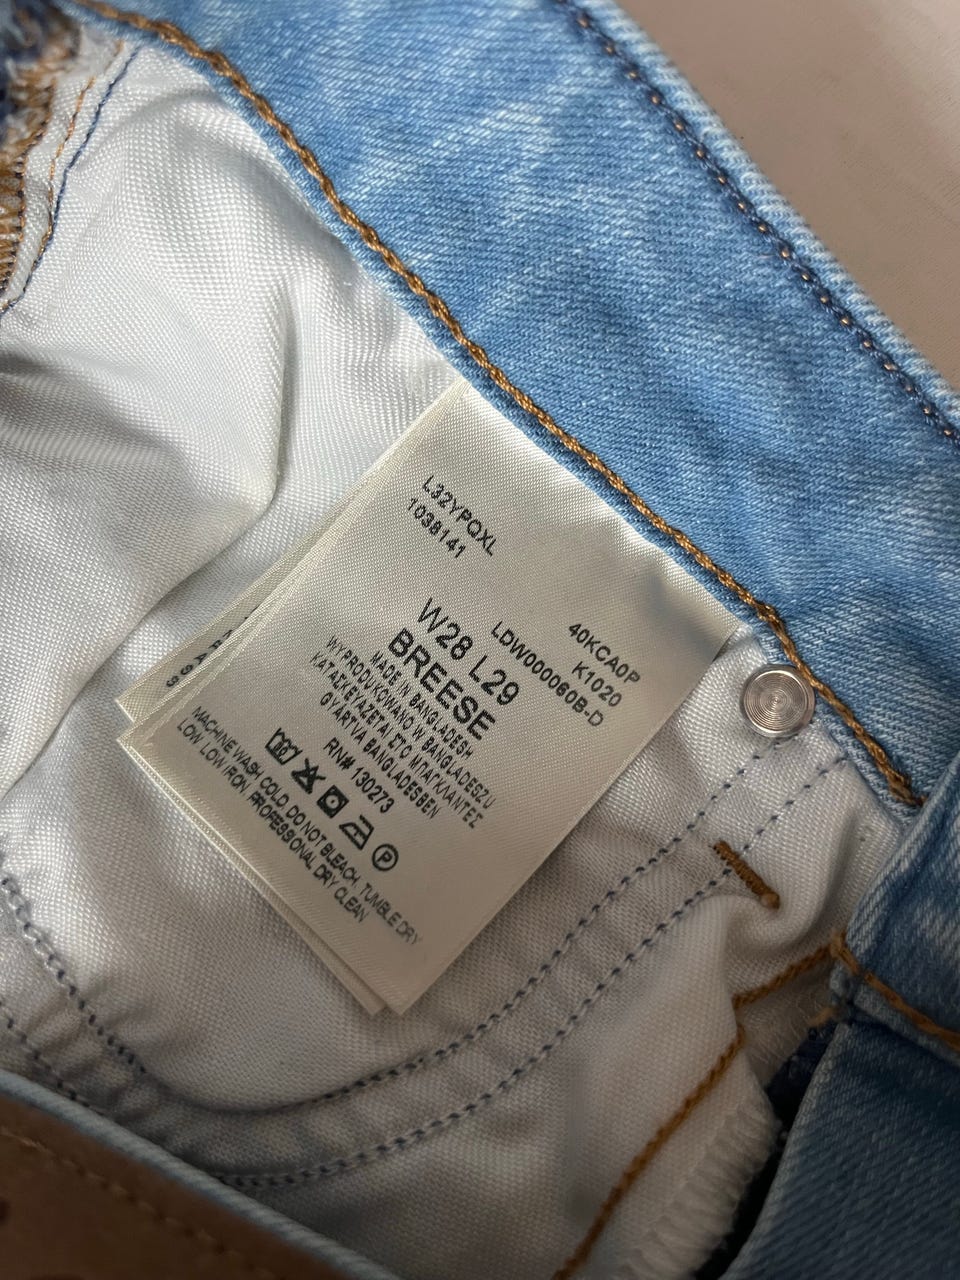 L32YPQXL
1038141
40KCA0P
K1020
LDW000060B-D
W28 L29
BREESE
MADE IN BANGLADESH
WYPRODUKOWANO W BANGLADESZU
ΚΑΤΑΣΚΕΥΑΖΕΤΑΙ ΣΤΟ ΜΠΑΓΚΛΑΝΤΕΣ
GYÁRTVA BANGLADESBEN
RN# 130273
P
MACHINE WASH COLD, DO NOT BLEACH, TUMBLE DRY
LOW, LOW IRON, PROFESSIONAL DRY CLEAN